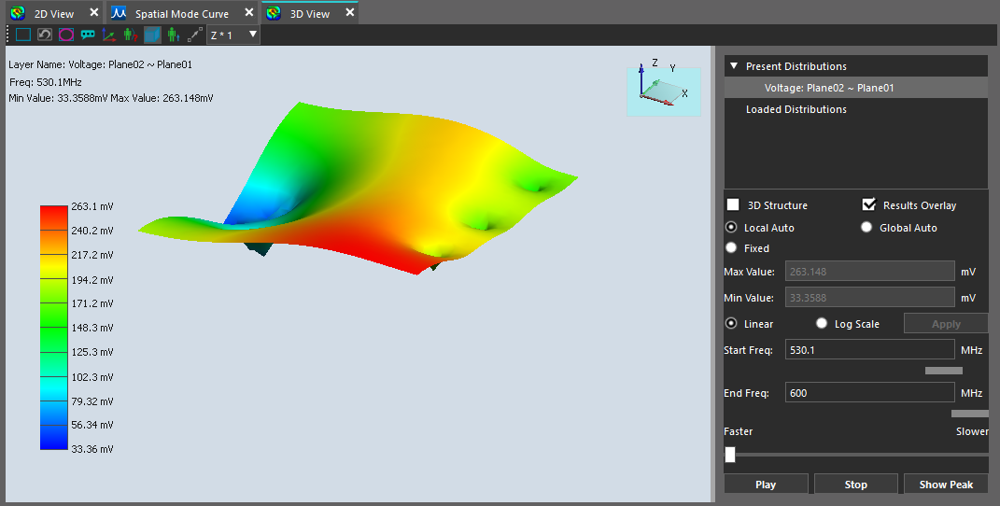 2D View
Spatial Mode Curve
3D View
Z * 1
Layer Name: Voltage: Plane02 ~ Plane01
Freq: 530.1MHz
Min Value: 33.3588mV Max Value: 263.148mV
Z
Y
X
263.1 mV
240.2 mV
217.2 mV
194.2 mV
171.2 mV
148.3 mV
125.3 mV
102.3 mV
79.32 mV
56.34 mV
33.36 mV
Present Distributions
Voltage: Plane02 ~ Plane01
Loaded Distributions
3D Structure Results Overlay
Local Auto Global Auto
Fixed
Max Value: 263.148 mV
Min Value: 33.3588 mV
Linear Log Scale Apply
Start Freq: 530.1 MHz
End Freq: 600 MHz
Faster Slower
Play Stop Show Peak